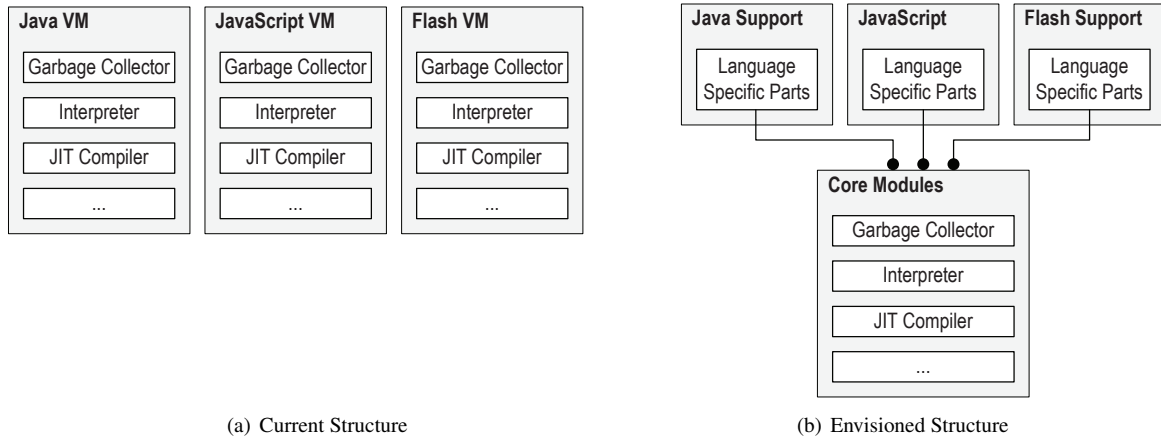 Java VM
Garbage Collector
Interpreter
JIT Compiler
...
JavaScript VM
Garbage Collector
Interpreter
JIT Compiler
...
Flash VM
Garbage Collector
Interpreter
JIT Compiler
...
(a) Current Structure
Java Support
Language
Specific Parts
JavaScript
Language
Specific Parts
Flash Support
Language
Specific Parts
Core Modules
Garbage Collector
Interpreter
JIT Compiler
...
(b) Envisioned Structure